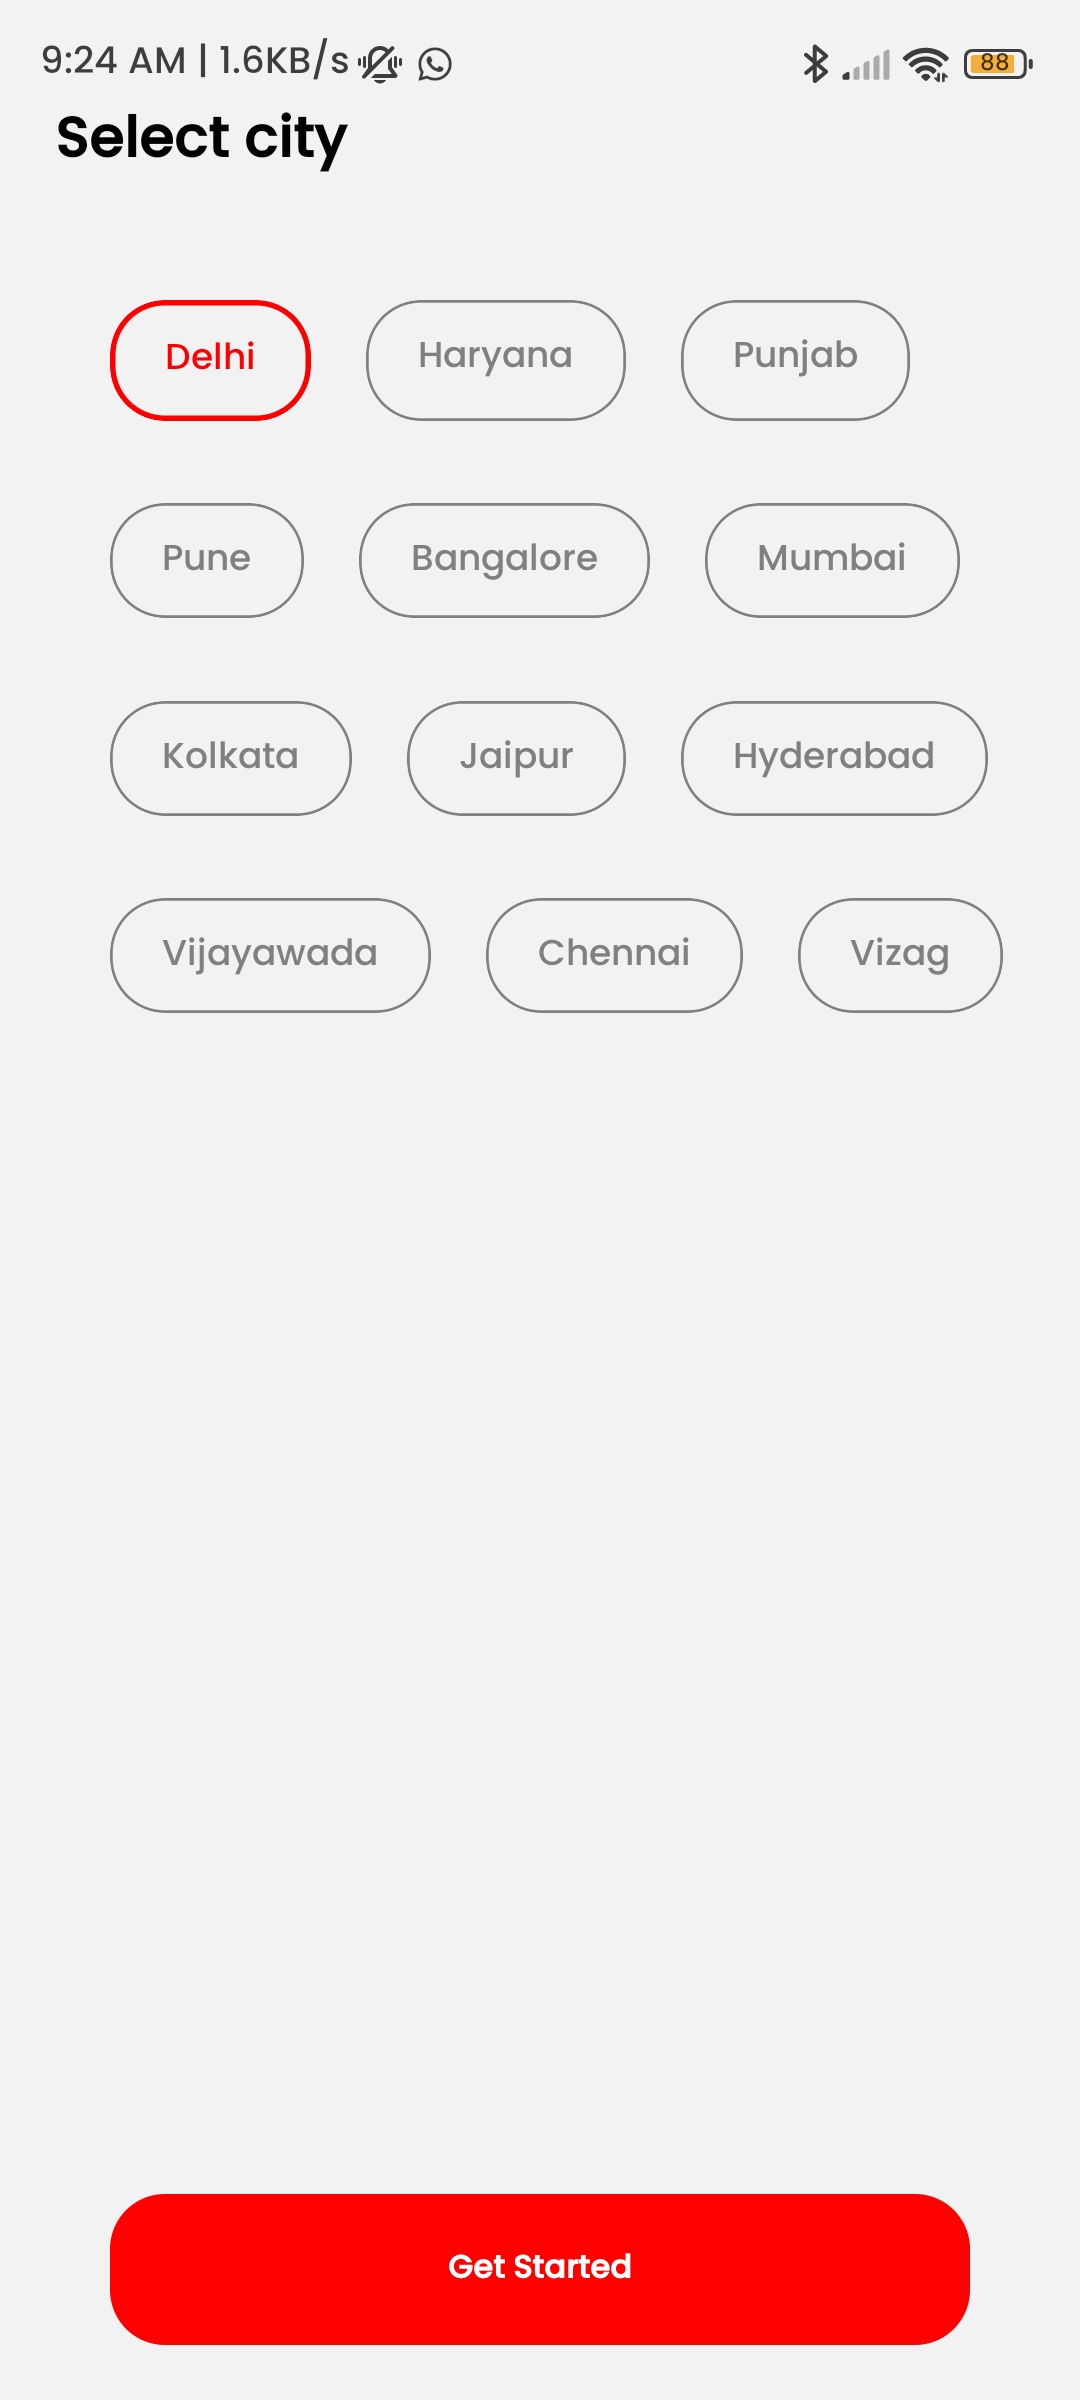 9:24 AM | 1.6KB/s 88
Select city
Delhi Haryana Punjab
Pune Bangalore Mumbai
Kolkata Jaipur Hyderabad
Vijayawada Chennai Vizag
Get Started